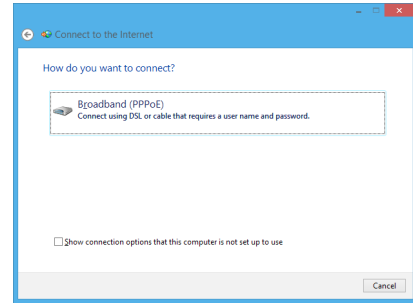 Connect to the Internet
How do you want to connect?
Broadband (PPPoE)
Connect using DSL or cable that requires a user name and password.
Show connection options that this computer is not set up to use
Cancel